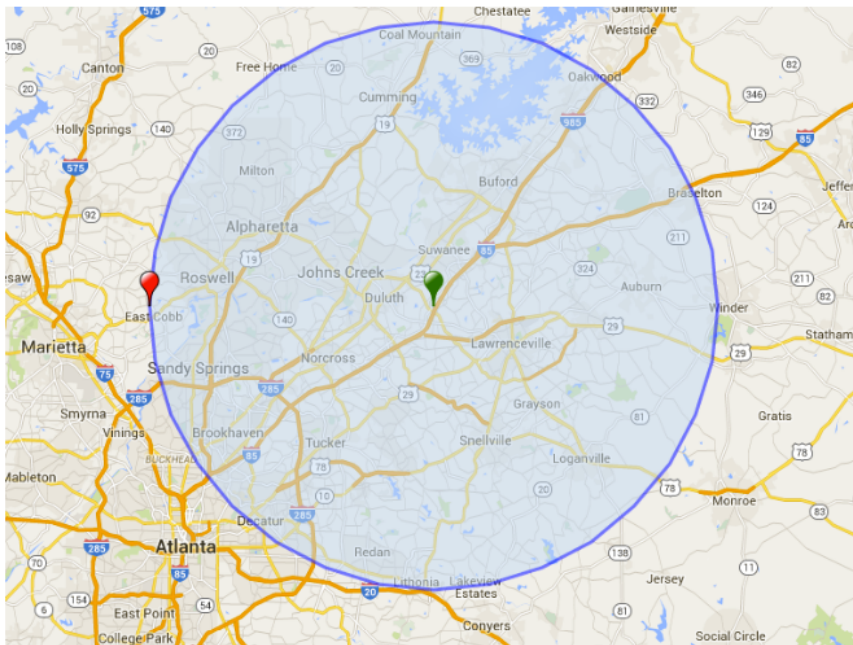 575
Chestatee
Gainesville
Coal Mountain
Westside
108
20
Canton
Free Home
20
369
Oakwood
82
20
Cumming
332
346
Holly Springs
140
372
19
985
129
85
575
Milton
Buford
Braselton
92
124
Alpharetta
Suwanee
211
19
85
Roswell
Johns Creek
23
324
211
Duluth
Auburn
82
East Cobb
140
Winder
29
Statham
Marietta
Norcross
Lawrenceville
29
Sandy Springs
75
285
285
29
Grayson
Smyrna
81
Gratis
Vinings
Brookhaven
Tucker
Snellville
78
BUCKHEAD
85
78
Loganville
Mableton
10
20
78
Monroe
285
83
Decatur
Atlanta
285
Redan
138
70
85
Lithonia
Lakeview
Estates
Jersey
11
154
20
6
54
East Point
81
Conyers
College Park
Social Circle